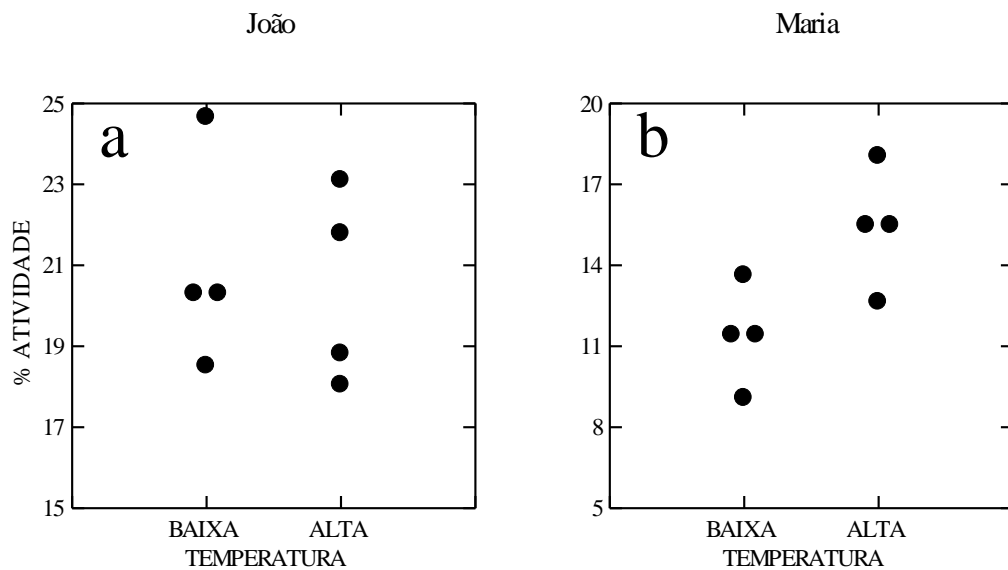 João
Maria
a
b
% ATIVIDADE
25
23
21
19
17
15
20
17
14
11
8
5
BAIXA ALTA
TEMPERATURA
BAIXA ALTA
TEMPERATURA